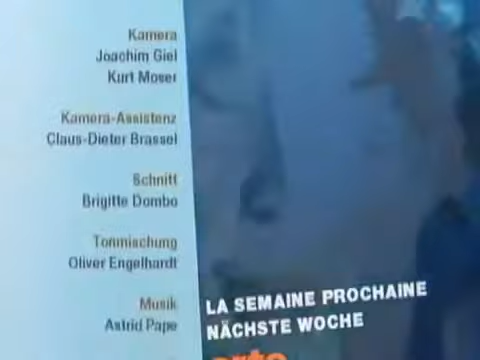 Kamera
Joachim Giel
Kurt Moser
Kamera-Assistenz
Claus-Dieter Brassel
Schnitt
Brigitte Dombo
Tonmischung
Oliver Engelhardt
Musik
Astrid Pape
LA SEMAINE PROCHAINE
NÄCHSTE WOCHE
arte